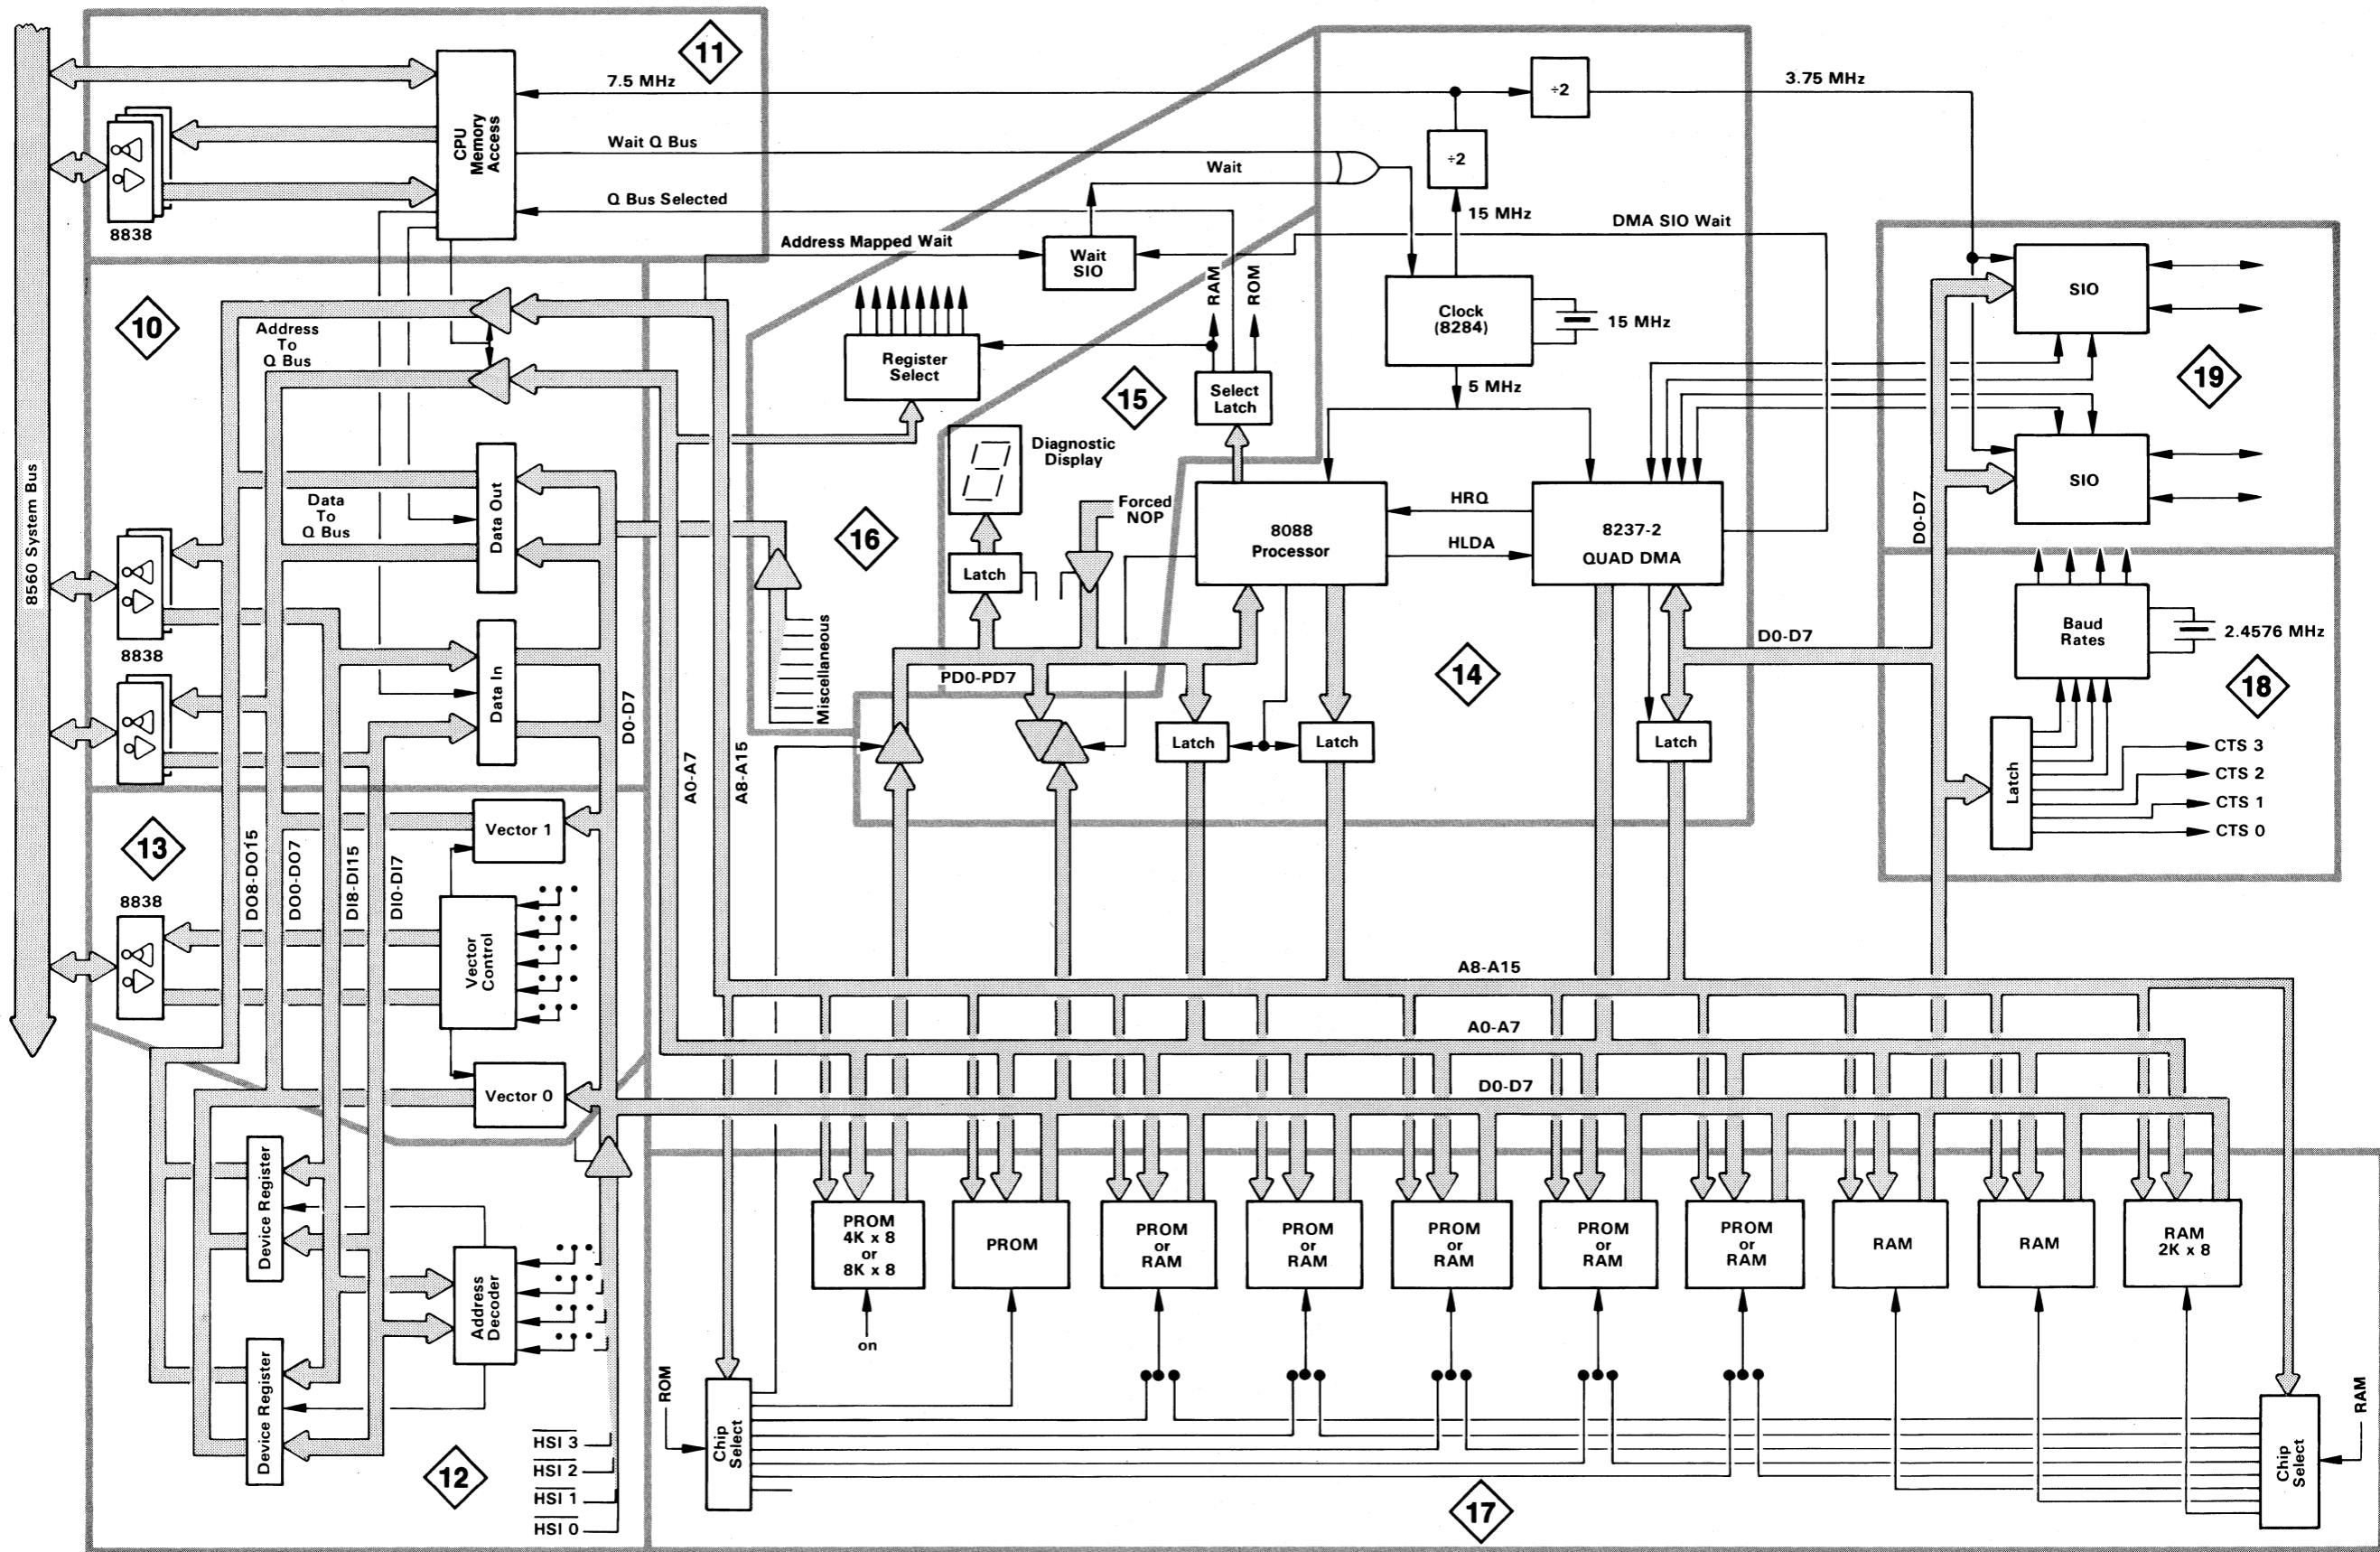 11
7.5 MHz
÷2
3.75 MHz
CPU
Memory
Access
Wait Q Bus
Wait
÷2
Q Bus Selected
15 MHz
DMA SIO Wait
8838
Address Mapped Wait
Wait
SIO
RAM
ROM
SIO
10
Address
To
Q Bus
Clock
(8284)
15 MHz
Register
Select
15
Select
Latch
5 MHz
19
8560 System Bus
Data Out
Data
To
Q Bus
Diagnostic
Display
SIO
Forced
NOP
HRQ
8088
Processor
8237-2
QUAD DMA
HLDA
D0-D7
16
Latch
8838
Data In
Miscellaneous
PD0-PD7
14
D0-D7
Baud
Rates
2.4576 MHz
18
D0-D7
A0-A7
A8-A15
Latch
Latch
Latch
Latch
CTS 3
CTS 2
CTS 1
CTS 0
Vector 1
13
DO8-DO15
DO0-DO7
DI8-DI15
DI0-DI7
8838
Vector
Control
A8-A15
A0-A7
D0-D7
Vector 0
Device Register
PROM
4K x 8
or
8K x 8
PROM
PROM
or
RAM
PROM
or
RAM
PROM
or
RAM
PROM
or
RAM
PROM
or
RAM
RAM
RAM
RAM
2K x 8
Address
Decoder
on
Device Register
ROM
Chip
Select
RAM
Chip
Select
HSI 3
HSI 2
HSI 1
HSI 0
12
17